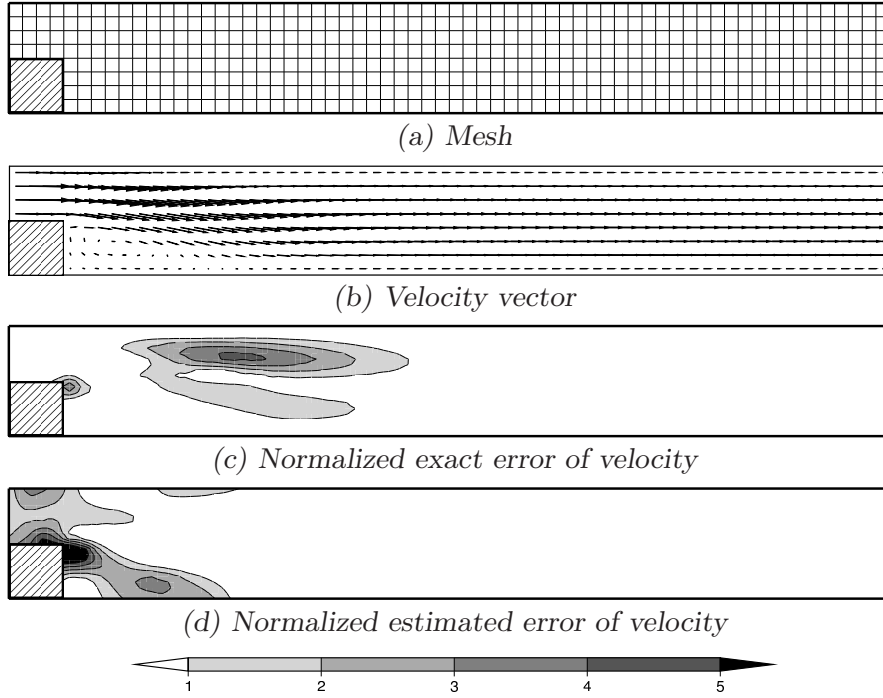 (a) Mesh
(b) Velocity vector
(c) Normalized exact error of velocity
(d) Normalized estimated error of velocity
1 2 3 4 5